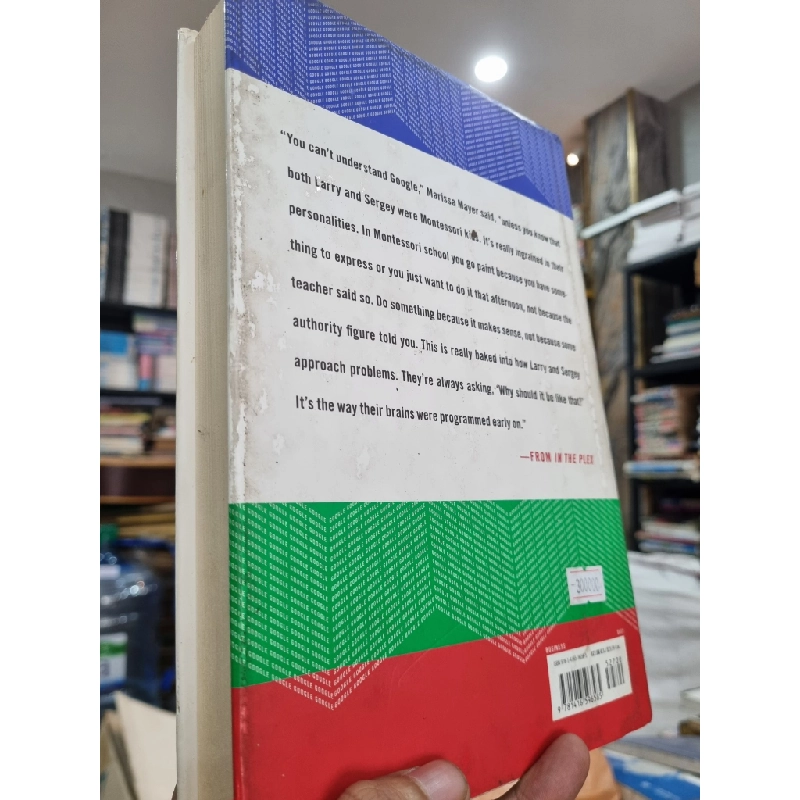 "You can't understand Google," Marissa Mayer said, "unless you know that
both Larry and Sergey were Montessori kids. It's really ingrained in their
personalities. In Montessori school you go paint because you have some-
thing to express or you just want to do it that afternoon, not because the
teacher said so. Do something because it makes sense, not because some
authority figure told you. This is really baked into how Larry and Sergey
approach problems. They're always asking, 'Why should it be like that?'
It's the way their brains were programmed early on."
—FROM IN THE PLEX
300000
BUSINESS